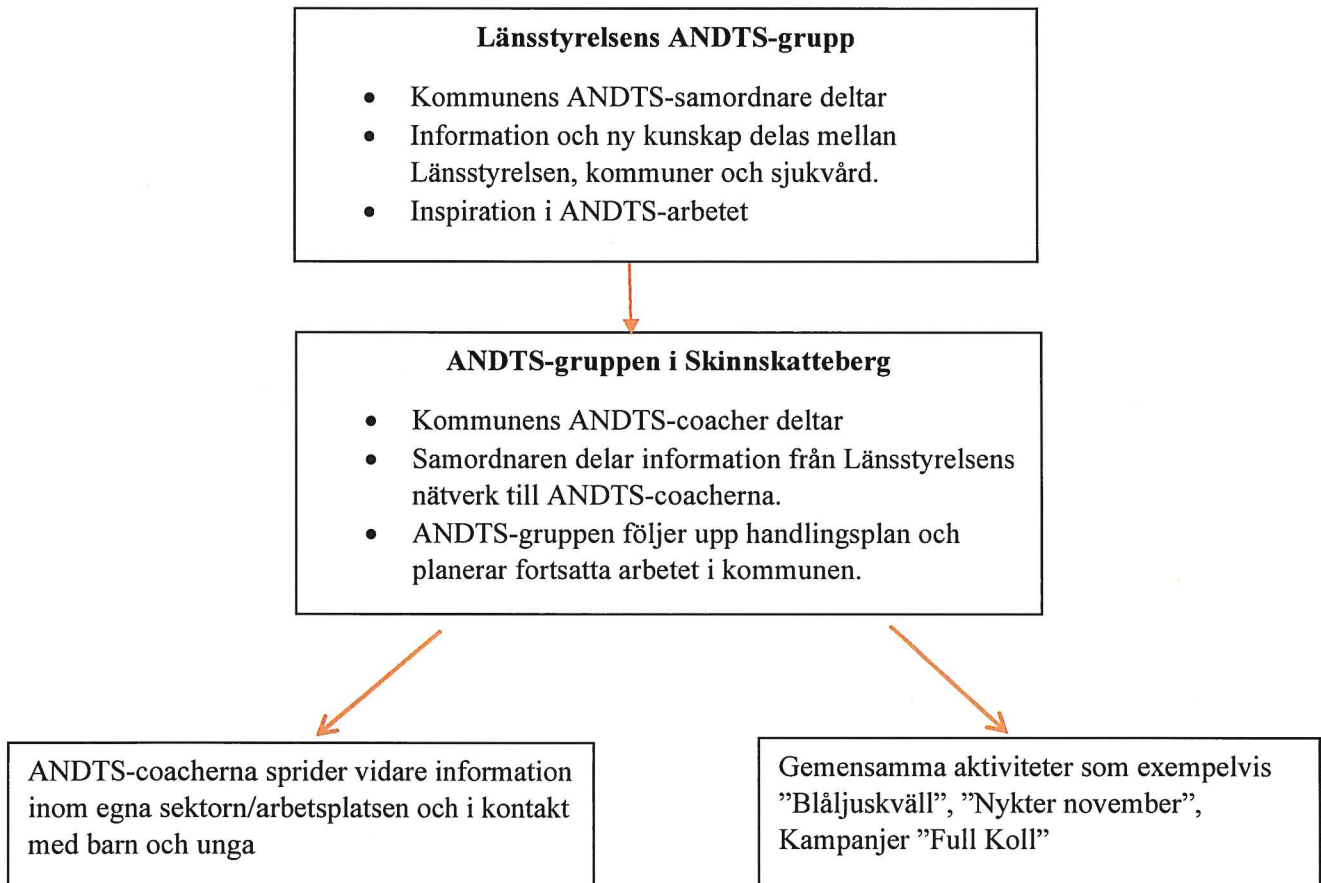 Länsstyrelsens ANDTS-grupp
• Kommunens ANDTS-samordnare deltar
• Information och ny kunskap delas mellan
Länsstyrelsen, kommuner och sjukvård.
• Inspiration i ANDTS-arbetet
ANDTS-gruppen i Skinnskatteberg
• Kommunens ANDTS-coacher deltar
• Samordnaren delar information från Länsstyrelsens
nätverk till ANDTS-coacherna.
• ANDTS-gruppen följer upp handlingsplan och
planerar fortsatta arbetet i kommunen.
ANDTS-coacherna sprider vidare information
inom egna sektorn/arbetsplatsen och i kontakt
med barn och unga
Gemensamma aktiviteter som exempelvis
”Blåljuskväll”, ”Nykter november”,
Kampanjer ”Full Koll”